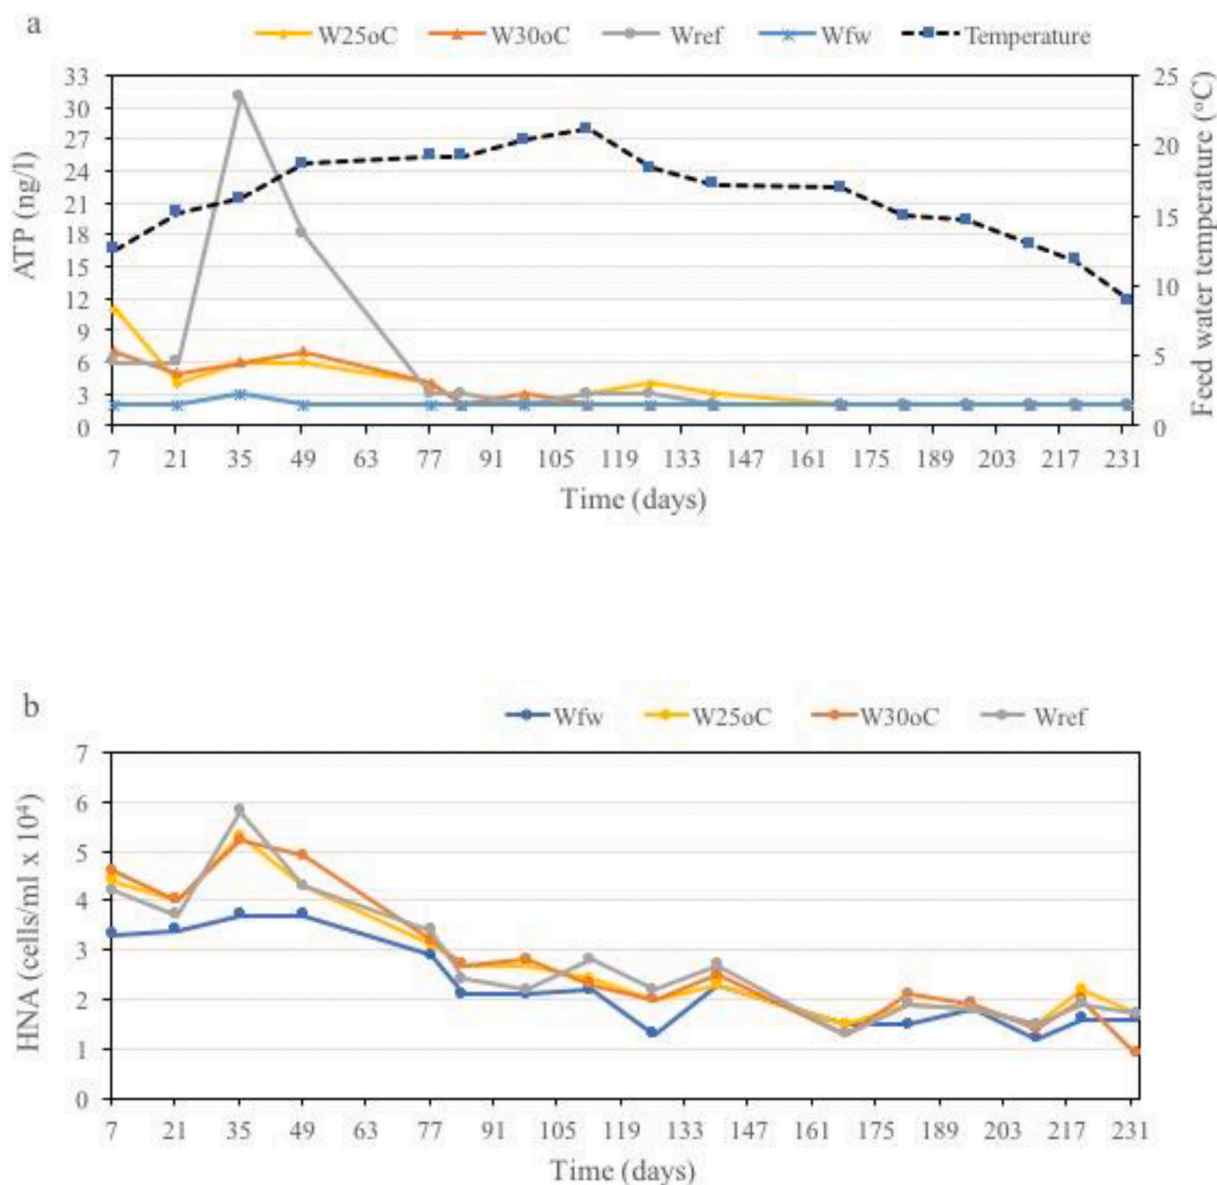 a
W25oC W30oC Wref Wfw Temperature
33
30
27
24
21
18
15
12
9
6
3
0
ATP (ng/l)
25
20
15
10
5
0
Feed water temperature (°C)
7 21 35 49 63 77 91 105 119 133 147 161 175 189 203 217 231
Time (days)
b
Wfw W25oC W30oC Wref
7
6
5
4
3
2
1
0
HNA (cells/ml x 10⁴)
7 21 35 49 63 77 91 105 119 133 147 161 175 189 203 217 231
Time (days)